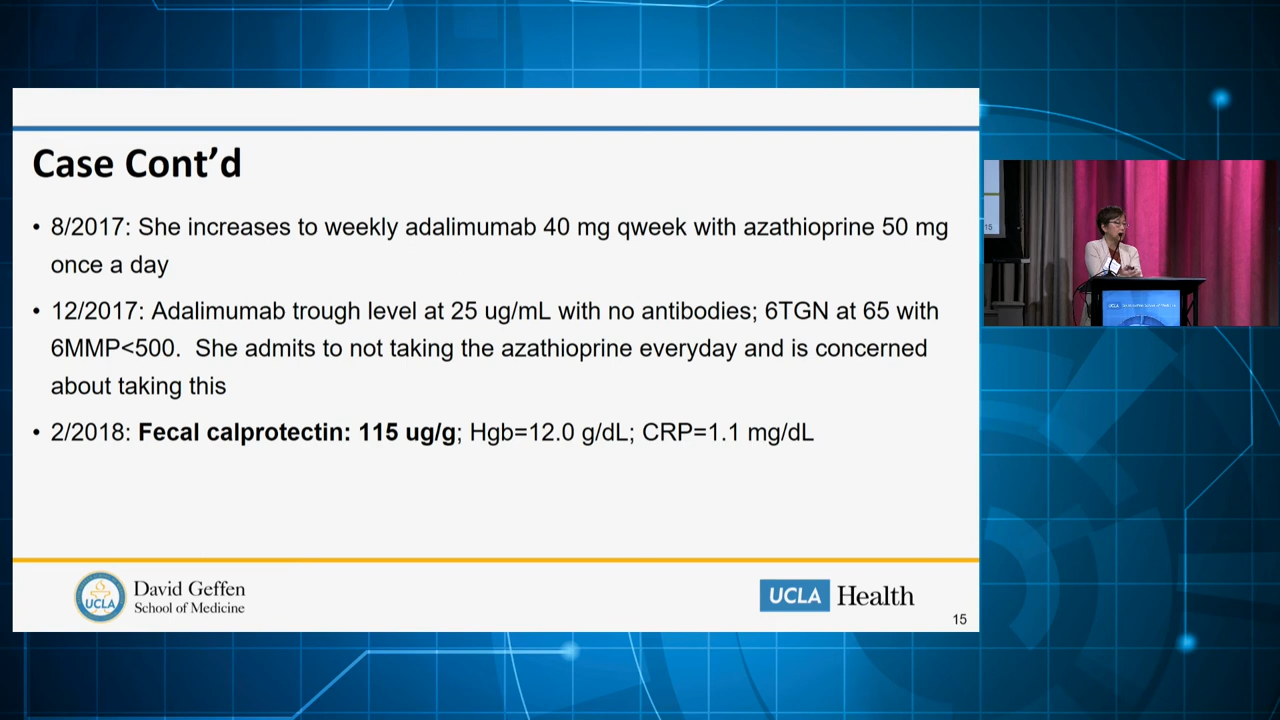 Case Cont’d
• 8/2017: She increases to weekly adalimumab 40 mg qweek with azathioprine 50 mg
once a day
• 12/2017: Adalimumab trough level at 25 ug/mL with no antibodies; 6TGN at 65 with
6MMP<500. She admits to not taking the azathioprine everyday and is concerned
about taking this
• 2/2018: Fecal calprotectin: 115 ug/g; Hgb=12.0 g/dL; CRP=1.1 mg/dL
UCLA
David Geffen
School of Medicine
UCLA Health
15
15
UCLA